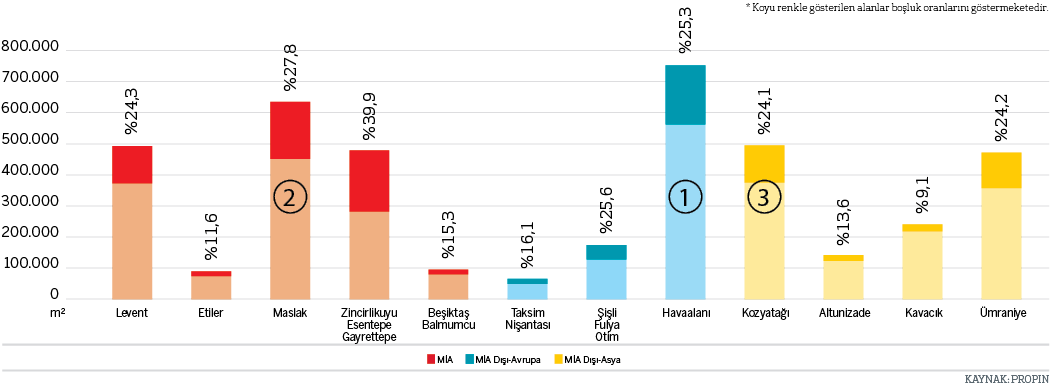 * Koyu renkle gösterilen alanlar boşluk oranlarını göstermeketedir.
800.000
700.000
600.000
500.000
400.000
300.000
200.000
100.000
0
m²
%24,3
%11,6
%27,8
%39,9
%15,3
%16,1
%25,6
%25,3
%24,1
%13,6
%9,1
%24,2
2
1
3
Levent
Etiler
Maslak
Zincirlikuyu
Esentepe
Gayrettepe
Beşiktaş
Balmumcu
Taksim
Nişantası
Şişli
Fulya
Otim
Havaalanı
Kozyatağı
Altunizade
Kavacık
Ümraniye
MİA
MİA Dışı-Avrupa
MİA Dışı-Asya
KAYNAK: PROPIN